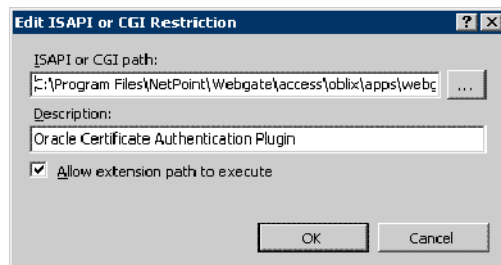 Edit ISAPI or CGI Restriction
ISAPI or CGI path:
C:\Program Files\NetPoint\Webgate\access\oblix\apps\webg
...
Description:
Oracle Certificate Authentication Plugin
Allow extension path to execute
OK
Cancel